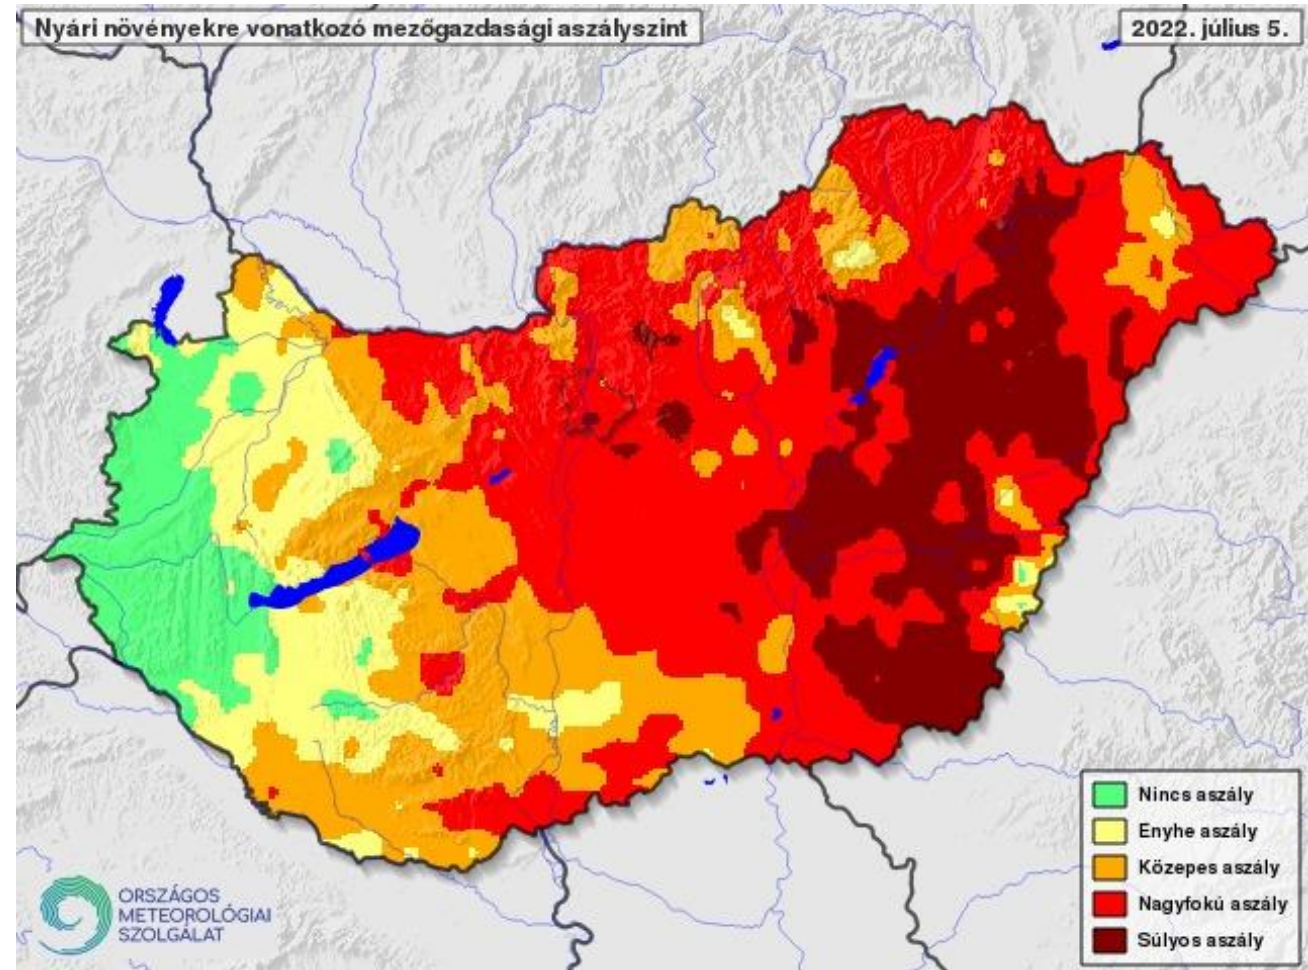 Nyári növényekre vonatkozó mezőgazdasági aszályszint
2022. július 5.
Nincs aszály
Enyhe aszály
Közepes aszály
Nagyfokú aszály
Súlyos aszály
ORSZÁGOS
METEOROLÓGIAI
SZOLGÁLAT